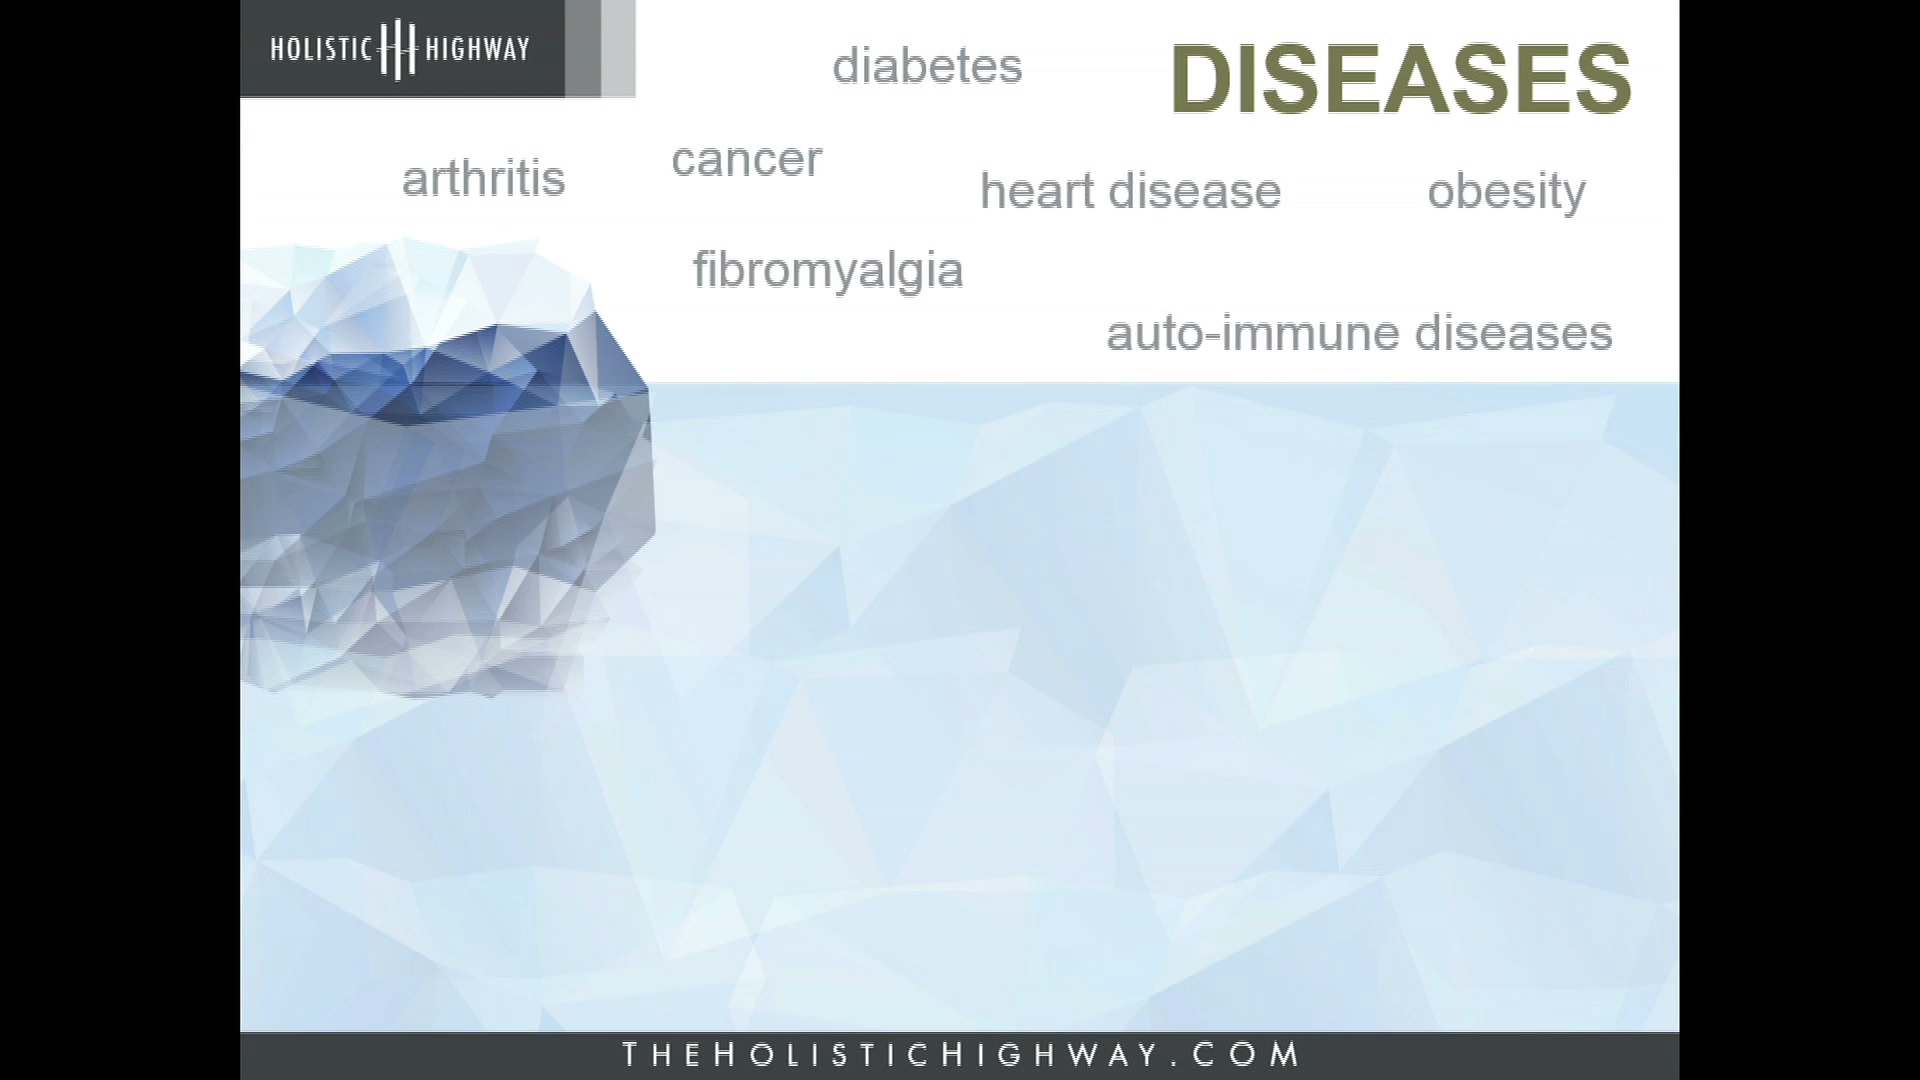 HOLISTIC HIGHWAY
diabetes
DISEASES
arthritis
cancer
heart disease
obesity
fibromyalgia
auto-immune diseases
THEHOLISTICHIGHWAY.COM